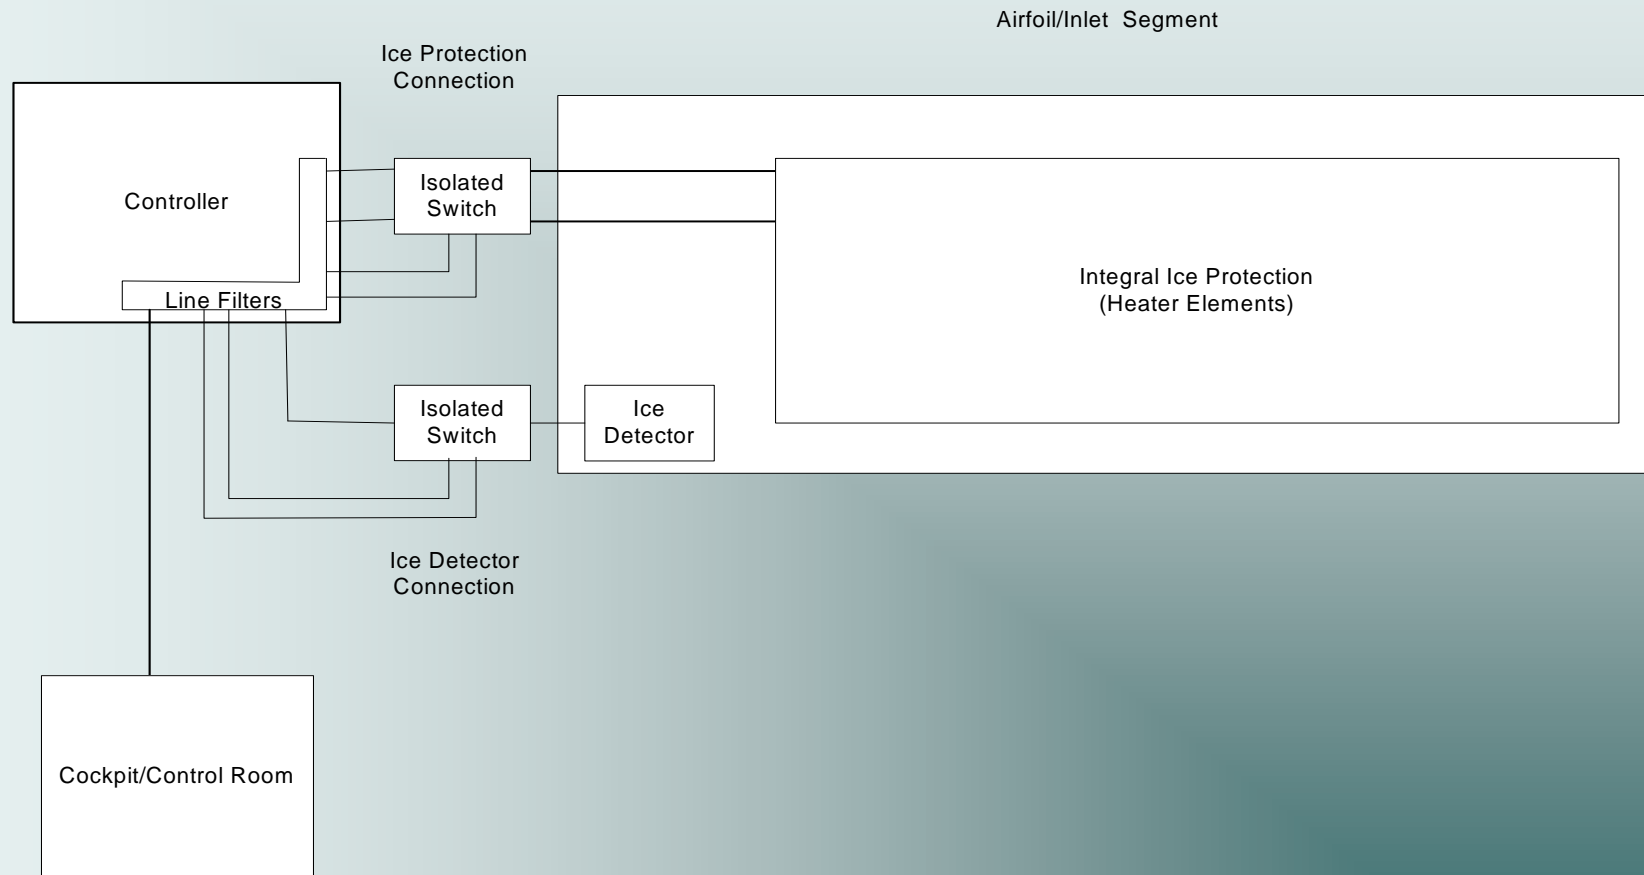 Airfoil/Inlet Segment
Ice Protection
Connection
Controller
Isolated
Switch
Integral Ice Protection
(Heater Elements)
Line Filters
Isolated
Switch
Ice
Detector
Ice Detector
Connection
Cockpit/Control Room